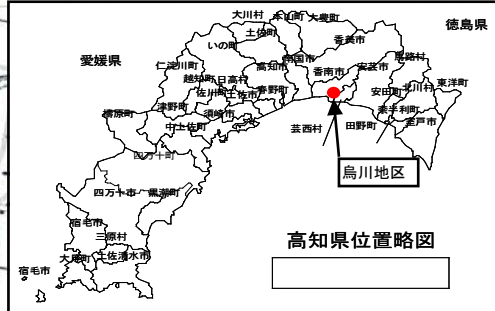 大川村
本山町
大豊町
徳島県
土佐町
いの町
香美市
愛媛県
仁淀川町
高知市
南国市
香南市
安芸市
馬路村
越知町
日高村
佐川町
土佐市
春野町
安田町
北川村
東洋町
津野町
須崎市
奈半利町
檮原町
中土佐町
室戸市
芸西村
田野町
四万十町
烏川地区
四万十市
黒潮町
宿毛市
三原村
高知県位置略図
大月町
土佐清水市
宿毛市